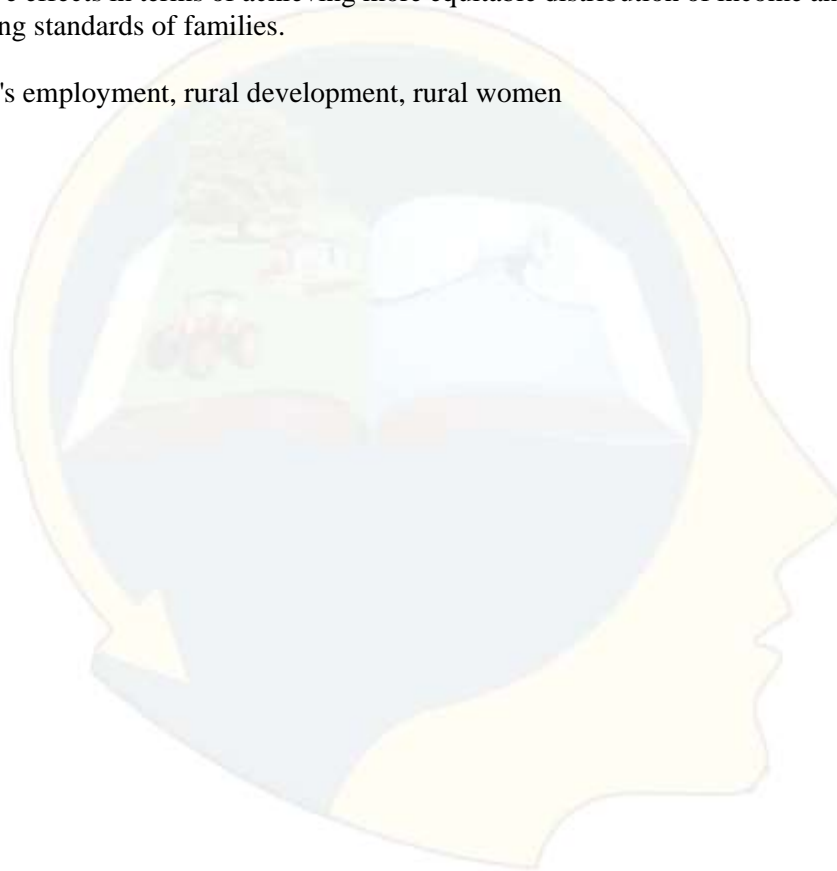 effects in terms of achieving more equitable distribution of income
ng standards of families.
's employment, rural development, rural women